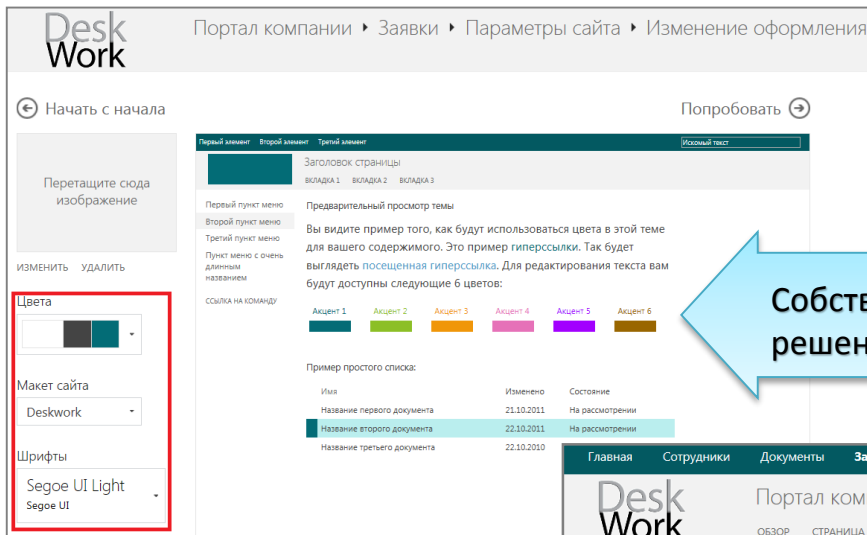 Desk
Work
Портал компании ▸ Заявки ▸ Параметры сайта ▸ Изменение оформления
Начать с начала
Попробовать
Перетащите сюда
изображение
ИЗМЕНИТЬ УДАЛИТЬ
Цвета
Макет сайта
Deskwork
Шрифты
Segoe UI Light
Segoe UI
Первый элемент Второй элемент Третий элемент
Искомый текст
Заголовок страницы
ВКЛАДКА 1 ВКЛАДКА 2 ВКЛАДКА 3
Первый пункт меню
Второй пункт меню
Третий пункт меню
Пункт меню с очень
длинным
названием
ССЫЛКА НА КОМАНДУ
Предварительный просмотр темы
Вы видите пример того, как будут использоваться цвета в этой теме
для вашего содержимого. Это пример гиперссылки. Так будет
выглядеть посещенная гиперссылка. Для редактирования текста вам
будут доступны следующие 6 цветов:
Акцент 1 Акцент 2 Акцент 3 Акцент 4 Акцент 5 Акцент 6
Пример простого списка:
Имя Изменено Состояние
Название первого документа 21.10.2011 На рассмотрении
Название второго документа 22.10.2011 На рассмотрении
Название третьего документа 22.10.2010
Главная Сотрудники Документы
Desk
Work
Портал
ОБЗОР СТРАНИЦА